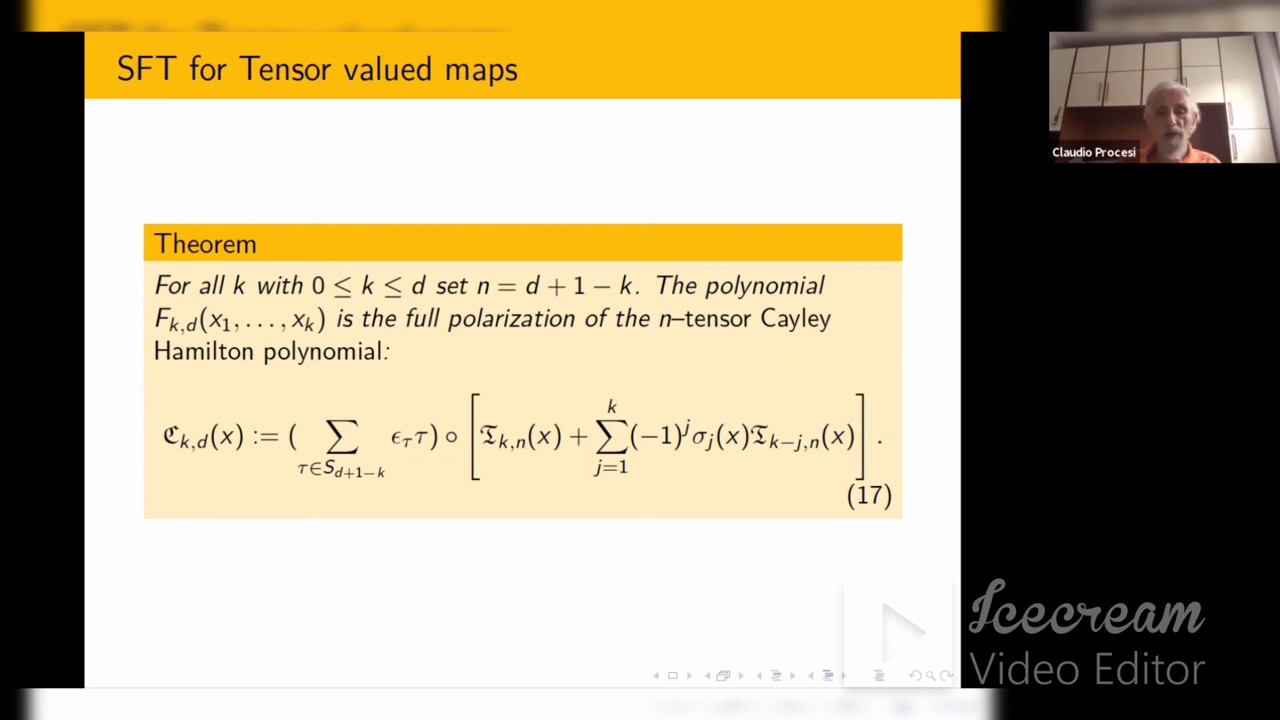 SFT for Tensor valued maps
Claudio Procesi
Theorem
For all k with 0 ≤ k ≤ d set n = d + 1 − k. The polynomial
F_{k,d}(x_1, . . . , x_k) is the full polarization of the n–tensor Cayley
Hamilton polynomial:
ℭ_{k,d}(x) := ( ∑_{τ∈S_{d+1−k}} ϵ_τ τ) ∘ [𝔗_{k,n}(x) + ∑_{j=1}^{k} (−1)^j σ_j(x)𝔗_{k−j,n}(x)] .
(17)
Icecream
Video Editor